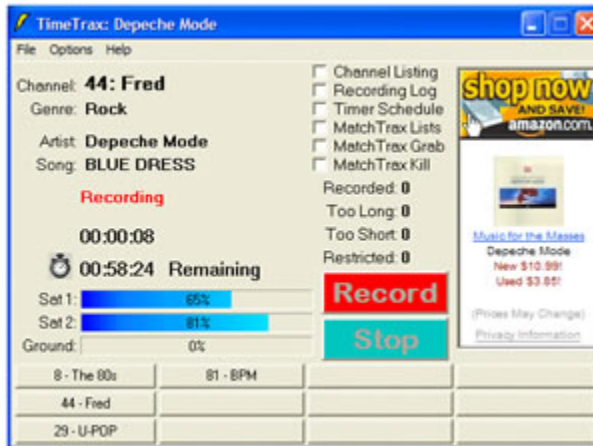 TimeTrax: Depeche Mode
File Options Help
Channel: 44: Fred
Genre: Rock
Artist: Depeche Mode
Song: BLUE DRESS
Recording
00:00:08
00:58:24 Remaining
Sat 1: 65%
Sat 2: 81%
Ground: 0%
Channel Listing
Recording Log
Timer Schedule
MatchTrax Lists
MatchTrax Grab
MatchTrax Kill
Recorded: 0
Too Long: 0
Too Short: 0
Restricted: 0
Record
Stop
shop now
AND SAVE!
amazon.com
Music for the Masses
Depeche Mode
New $10.99!
Used $3.85!
(Prices May Change)
Privacy Information
8 - The 80s
81 - BPM
44 - Fred
29 - U-POP